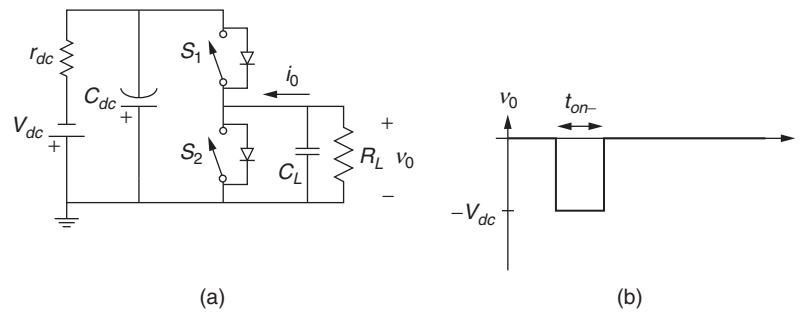 r_dc
C_dc
+
V_dc
+
S_1
S_2
i_0
C_L
R_L
+
v_0
−
(a)
v_0
t_on−
−V_dc
(b)